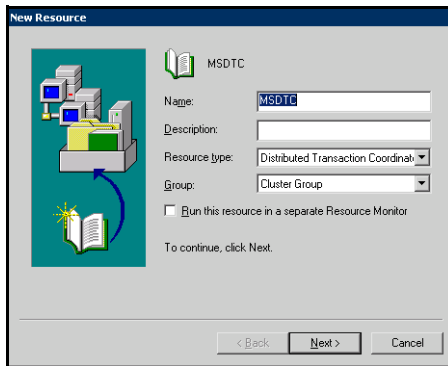 New Resource
MSDTC
Name: MSDTC
Description:
Resource type: Distributed Transaction Coordinat
Group: Cluster Group
Run this resource in a separate Resource Monitor
To continue, click Next.
< Back Next > Cancel